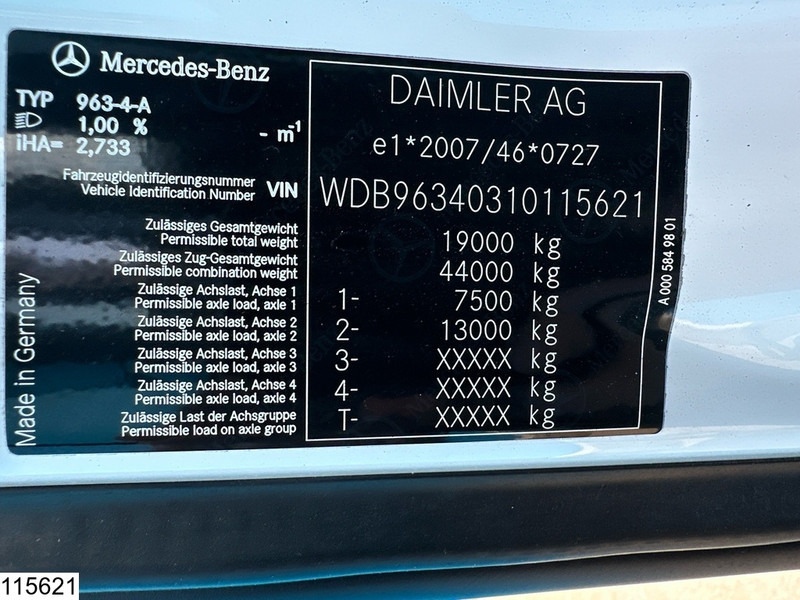 Mercedes-Benz
TYP 963-4-A
1,00 % - m⁻¹
iHA= 2,733
DAIMLER AG
e1*2007/46*0727
Fahrzeugidentifizierungsnummer
Vehicle Identification Number VIN WDB96340310115621
Zulässiges Gesamtgewicht
Permissible total weight 19000 kg
Zulässiges Zug-Gesamtgewicht
Permissible combination weight 44000 kg
Zulässige Achslast, Achse 1
Permissible axle load, axle 1 1- 7500 kg
Zulässige Achslast, Achse 2
Permissible axle load, axle 2 2- 13000 kg
Zulässige Achslast, Achse 3
Permissible axle load, axle 3 3- XXXXX kg
Zulässige Achslast, Achse 4
Permissible axle load, axle 4 4- XXXXX kg
Zulässige Last der Achsgruppe
Permissible load on axle group T- XXXXX kg
Made in Germany
A 000 584 98 01
115621